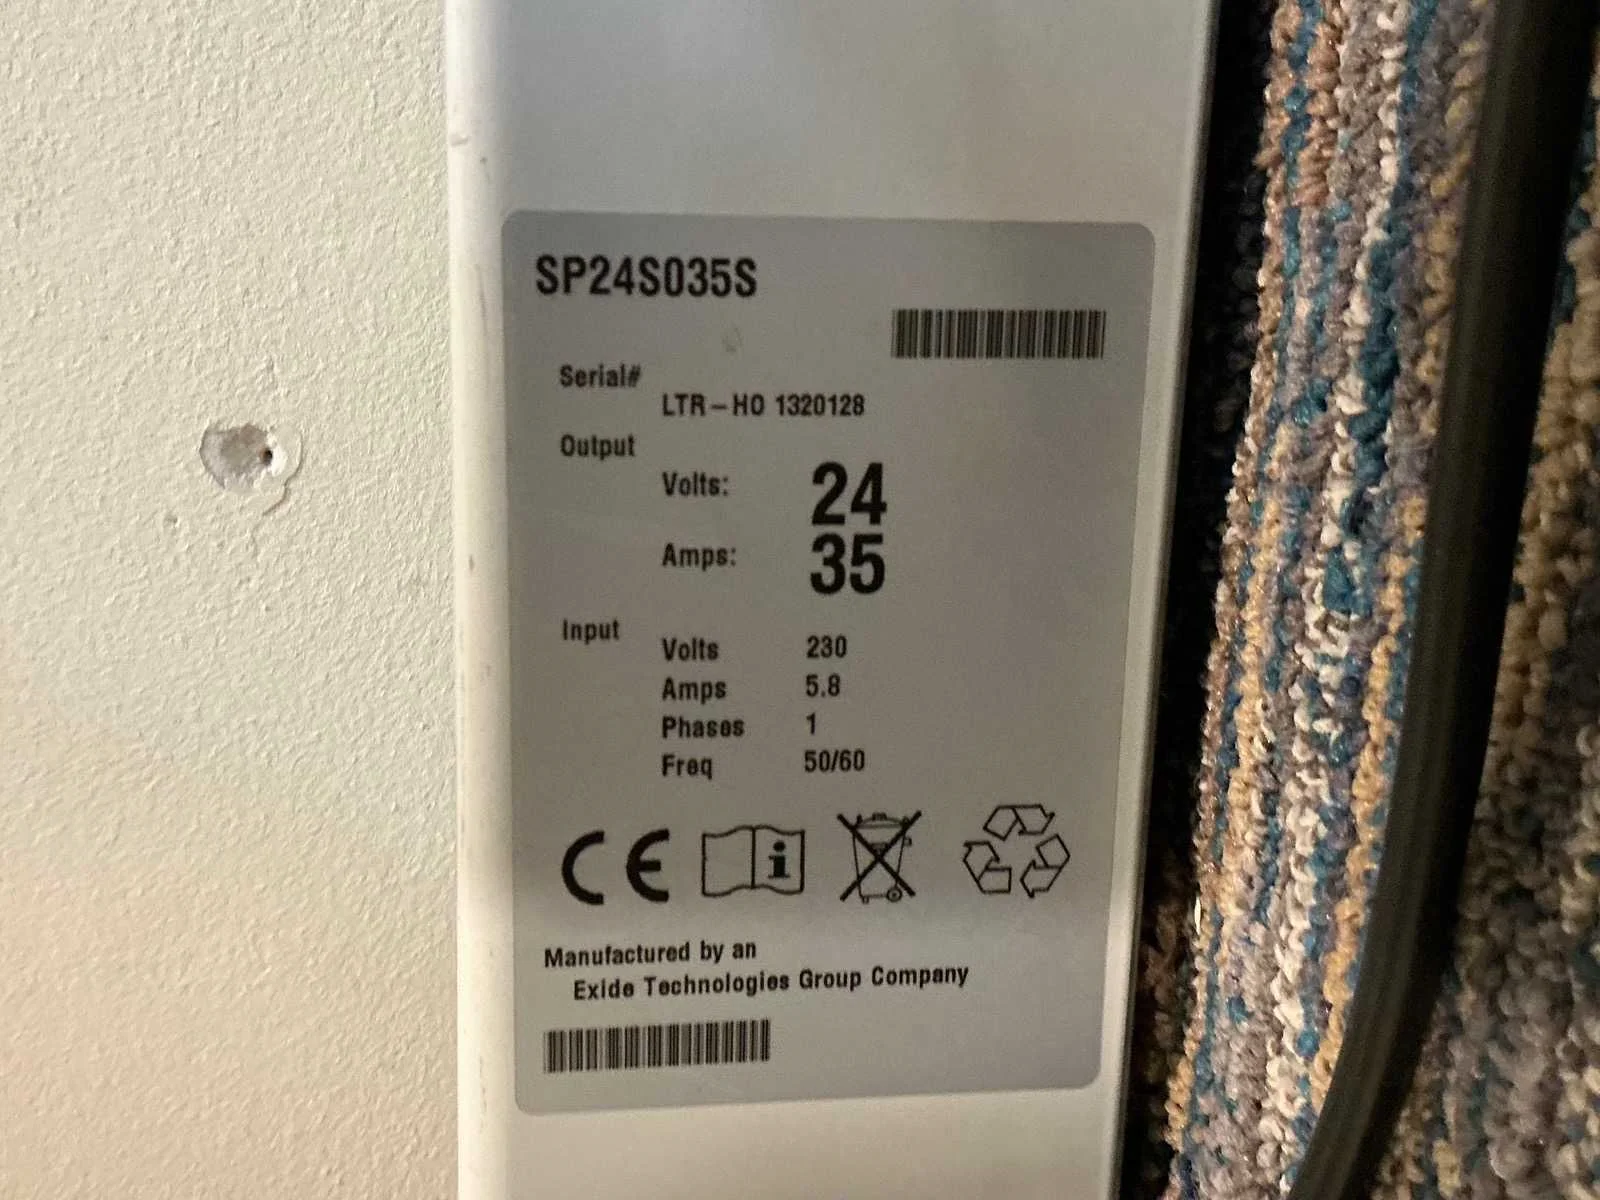 SP24S035S
Serial#
LTR-HO 1320128
Output
Volts: 24
Amps: 35
Input
Volts 230
Amps 5.8
Phases 1
Freq 50/60
CE
i
Manufactured by an
Exide Technologies Group Company